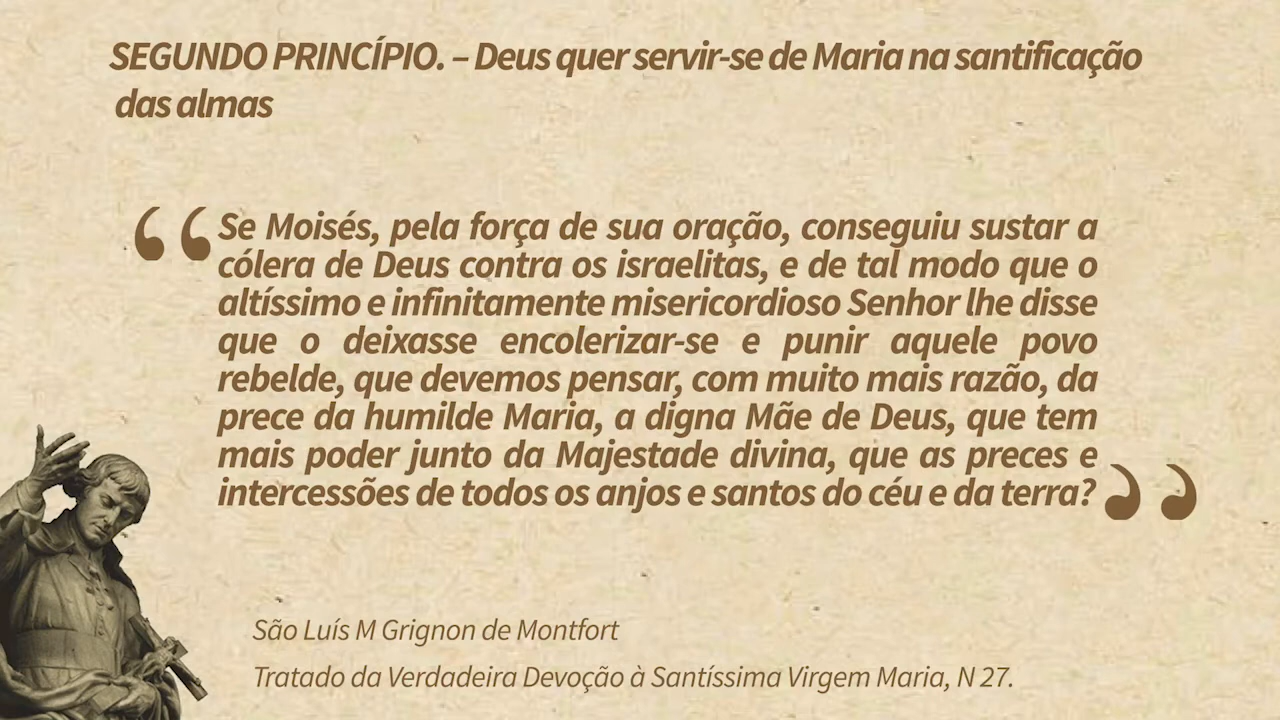 SEGUNDO PRINCÍPIO. – Deus quer servir-se de Maria na santificação
das almas
“Se Moisés, pela força de sua oração, conseguiu sustar a
cólera de Deus contra os israelitas, e de tal modo que o
altíssimo e infinitamente misericordioso Senhor lhe disse
que o deixasse encolerizar-se e punir aquele povo
rebelde, que devemos pensar, com muito mais razão, da
prece da humilde Maria, a digna Mãe de Deus, que tem
mais poder junto da Majestade divina, que as preces e
intercessões de todos os anjos e santos do céu e da terra?”
São Luís M Grignon de Montfort
Tratado da Verdadeira Devoção à Santíssima Virgem Maria, N 27.